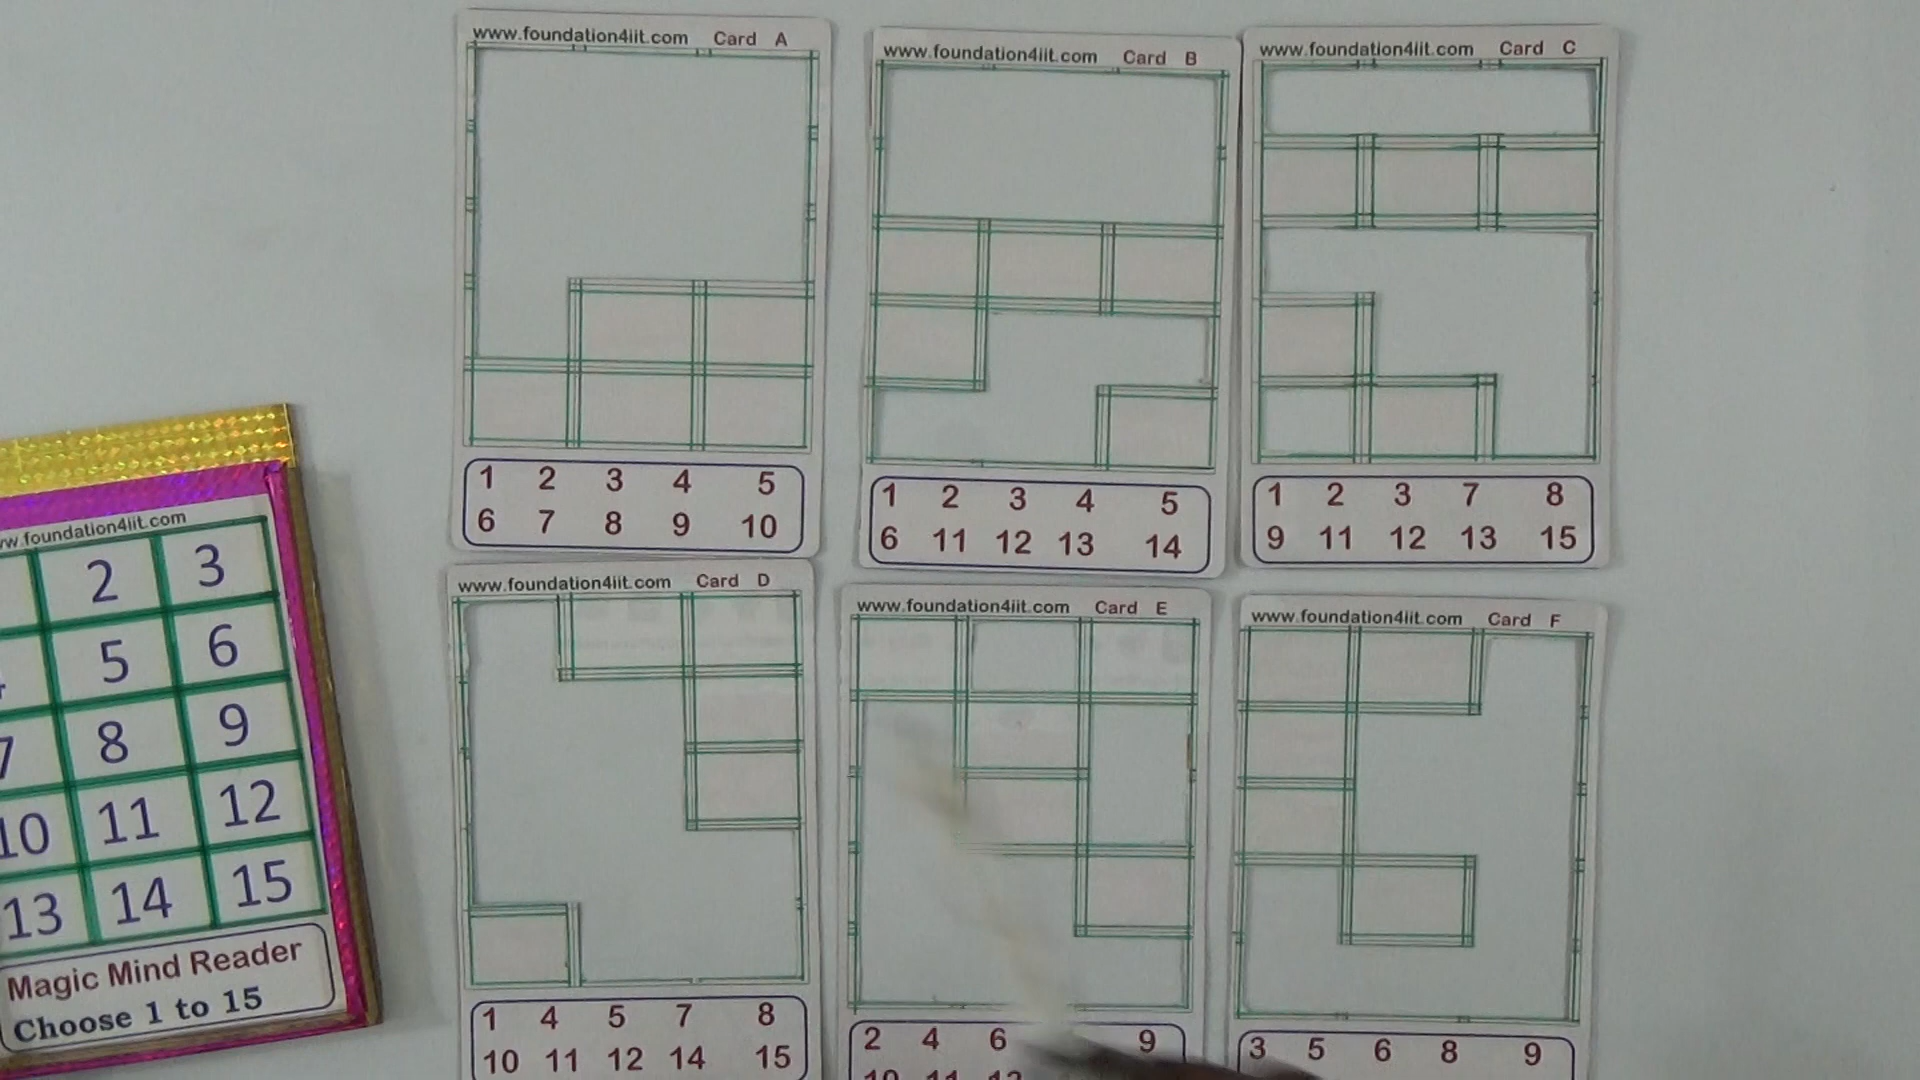 www.foundation4iit.com Card A
1 2 3 4 5
6 7 8 9 10
www.foundation4iit.com Card B
1 2 3 4 5
6 11 12 13 14
www.foundation4iit.com Card C
1 2 3 7 8
9 11 12 13 15
www.foundation4iit.com Card D
1 4 5 7 8
10 11 12 14 15
www.foundation4iit.com Card E
2 4 6 9
www.foundation4iit.com Card F
3 5 6 8 9
ww.foundation4iit.com
2 3
5 6
7 8 9
10 11 12
13 14 15
Magic Mind Reader
Choose 1 to 15